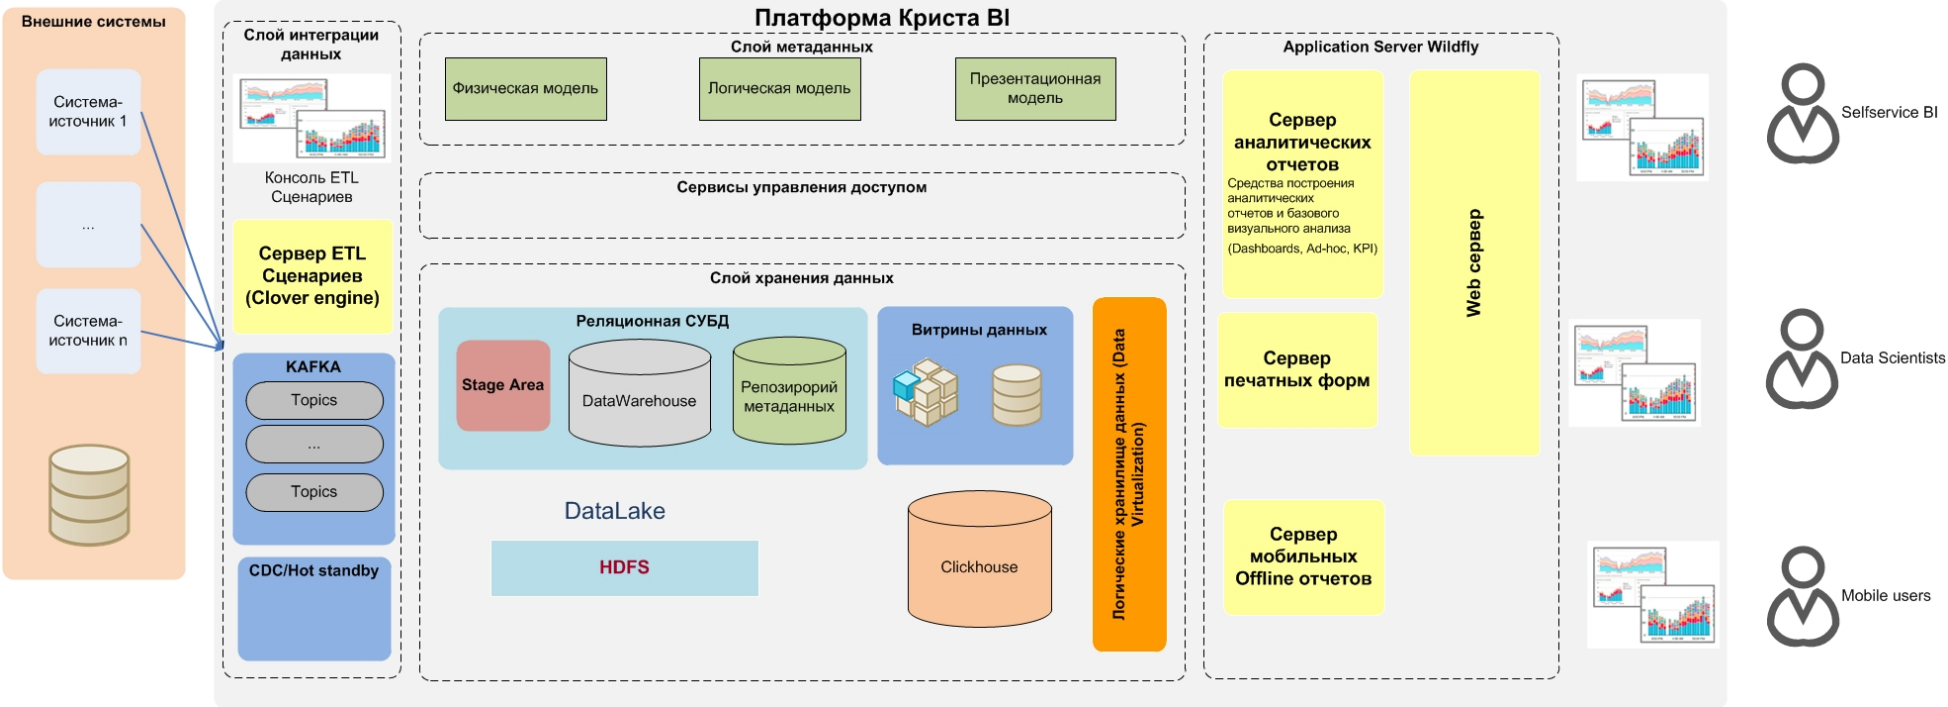 Платформа Криста BI
Внешние системы
Система-
источник 1
...
Система-
источник n
Слой интеграции
данных
Консоль ETL
Сценариев
Сервер ETL
Сценариев
(Clover engine)
KAFKA
Topics
...
Topics
CDC/Hot standby
Слой метаданных
Физическая модель
Логическая модель
Презентационная
модель
Сервисы управления доступом
Слой хранения данных
Реляционная СУБД
Stage Area
DataWarehouse
Репозирорий
метаданных
Витрины данных
DataLake
HDFS
Clickhouse
Логические хранилище данных (Data
Virtualization)
Application Server Wildfly
Сервер
аналитических
отчетов
Средства построения
аналитических
отчетов и базового
визуального анализа
(Dashboards, Ad-hoc, KPI)
Сервер
печатных форм
Сервер
мобильных
Offline отчетов
Web сервер
Selfservice BI
Data Scientists
Mobile users